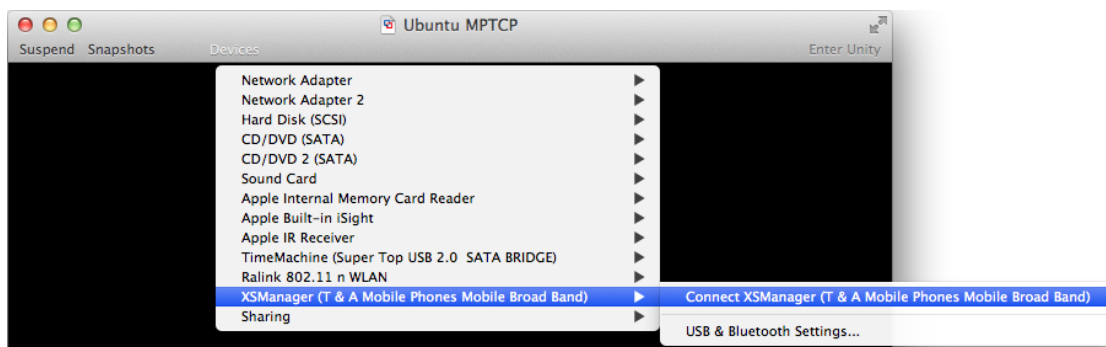 Ubuntu MPTCP
Suspend Snapshots Devices Enter Unity
Network Adapter
Network Adapter 2
Hard Disk (SCSI)
CD/DVD (SATA)
CD/DVD 2 (SATA)
Sound Card
Apple Internal Memory Card Reader
Apple Built-in iSight
Apple IR Receiver
TimeMachine (Super Top USB 2.0  SATA BRIDGE)
Ralink 802.11 n WLAN
XSManager (T & A Mobile Phones Mobile Broad Band)
Connect XSManager (T & A Mobile Phones Mobile Broad Band)
Sharing
USB & Bluetooth Settings...